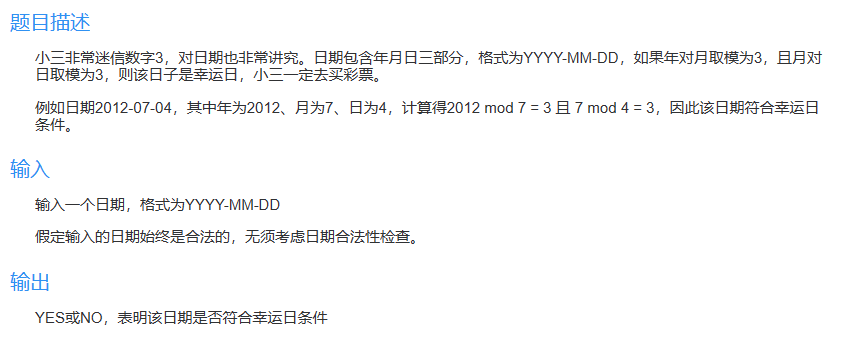 题目描述
小三非常迷信数字3，对日期也非常讲究。日期包含年月日三部分，格式为YYYY-MM-DD，如果年对月取模为3，且月对
日取模为3，则该日子是幸运日，小三一定去买彩票。
例如日期2012-07-04，其中年为2012、月为7、日为4，计算得2012 mod 7 = 3 且 7 mod 4 = 3，因此该日期符合幸运日
条件。
输入
输入一个日期，格式为YYYY-MM-DD
假定输入的日期始终是合法的，无须考虑日期合法性检查。
输出
YES或NO，表明该日期是否符合幸运日条件